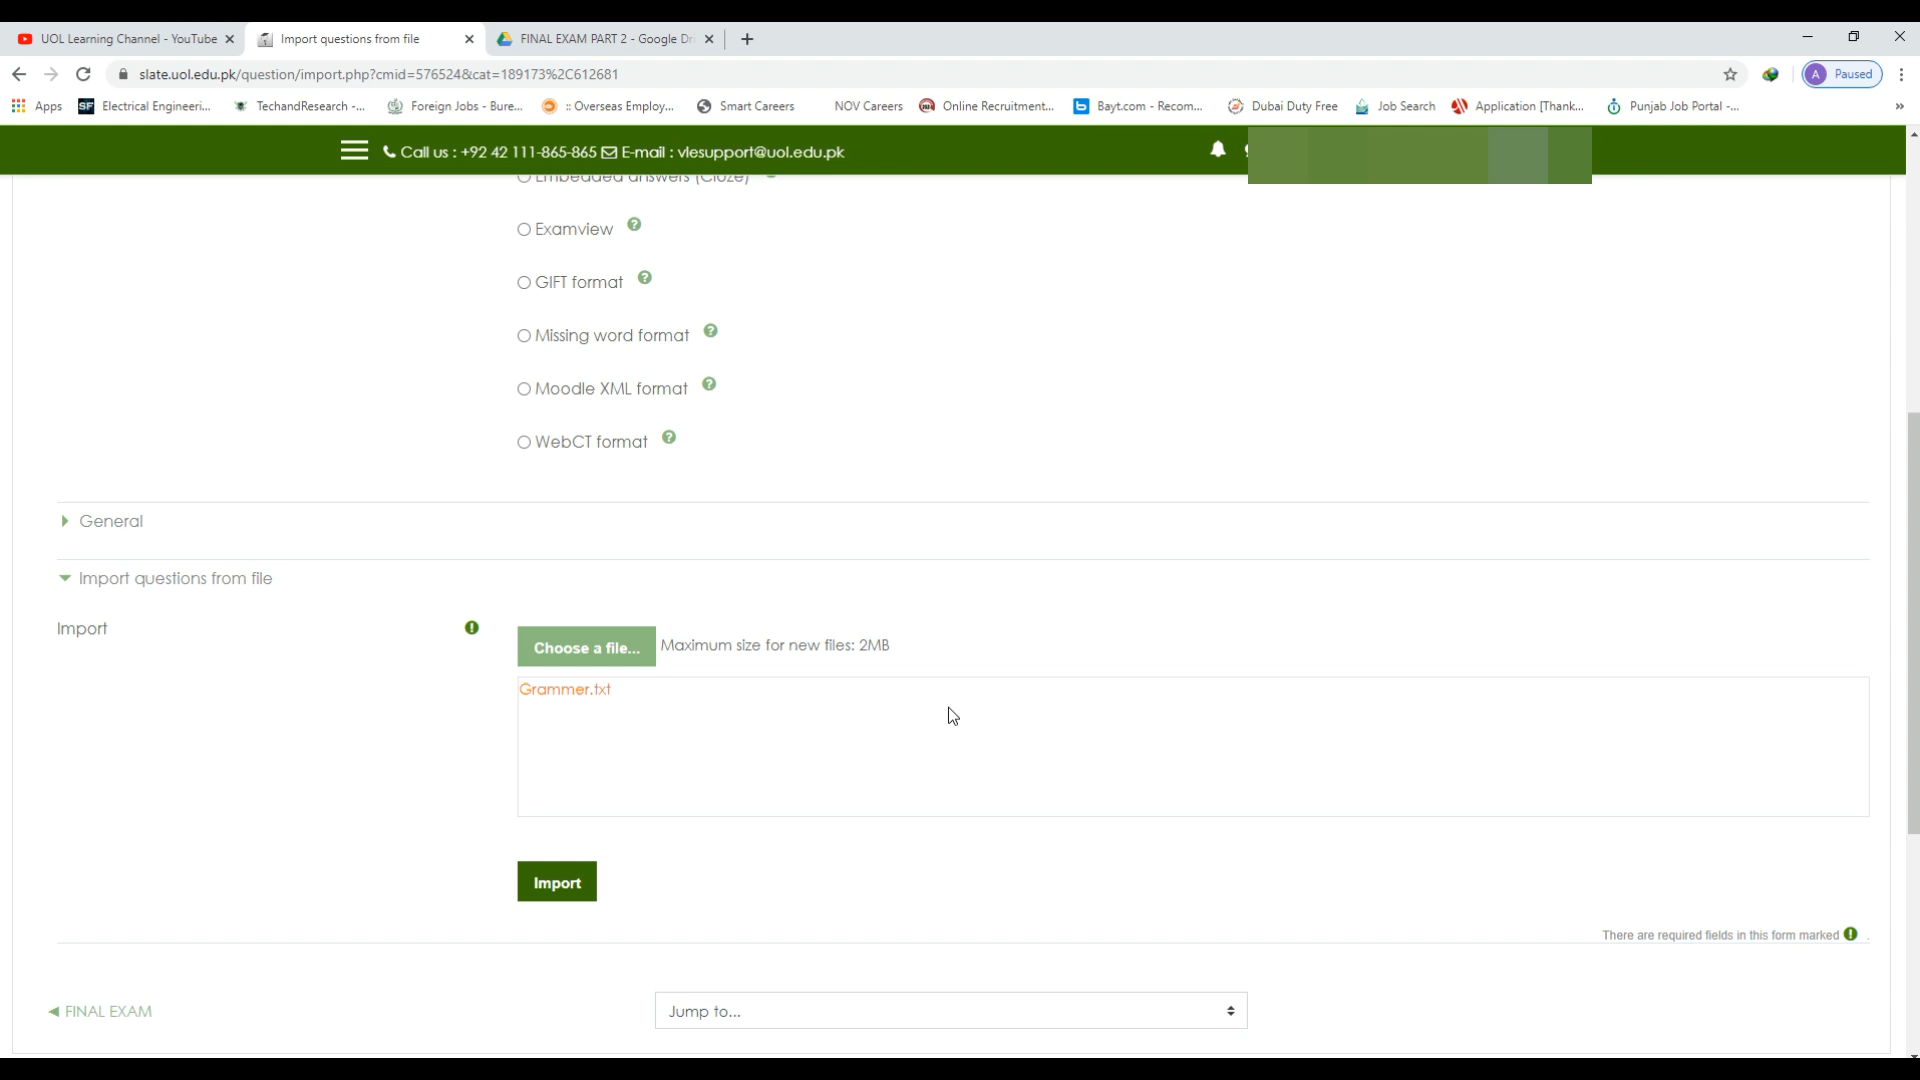 UOL Learning Channel - YouTube
Import questions from file
FINAL EXAM PART 2 - Google Dr
slate.uol.edu.pk/question/import.php?cmid=576524&cat=189173%2C612681
A Paused
Apps
SF Electrical Engineeri...
TechandResearch -...
Foreign Jobs - Bure...
:: Overseas Employ...
Smart Careers
NOV Careers
Online Recruitment...
b Bayt.com - Recom...
Dubai Duty Free
Job Search
Application [Thank...
Punjab Job Portal -...
»
Call us : +92 42 111-865-865 E-mail : vlesupport@uol.edu.pk
Embedded answers (Cloze)
Examview ?
GIFT format ?
Missing word format ?
Moodle XML format ?
WebCT format ?
General
Import questions from file
Import !
Choose a file... Maximum size for new files: 2MB
Grammer.txt
Import
There are required fields in this form marked ! .
◄ FINAL EXAM
Jump to...